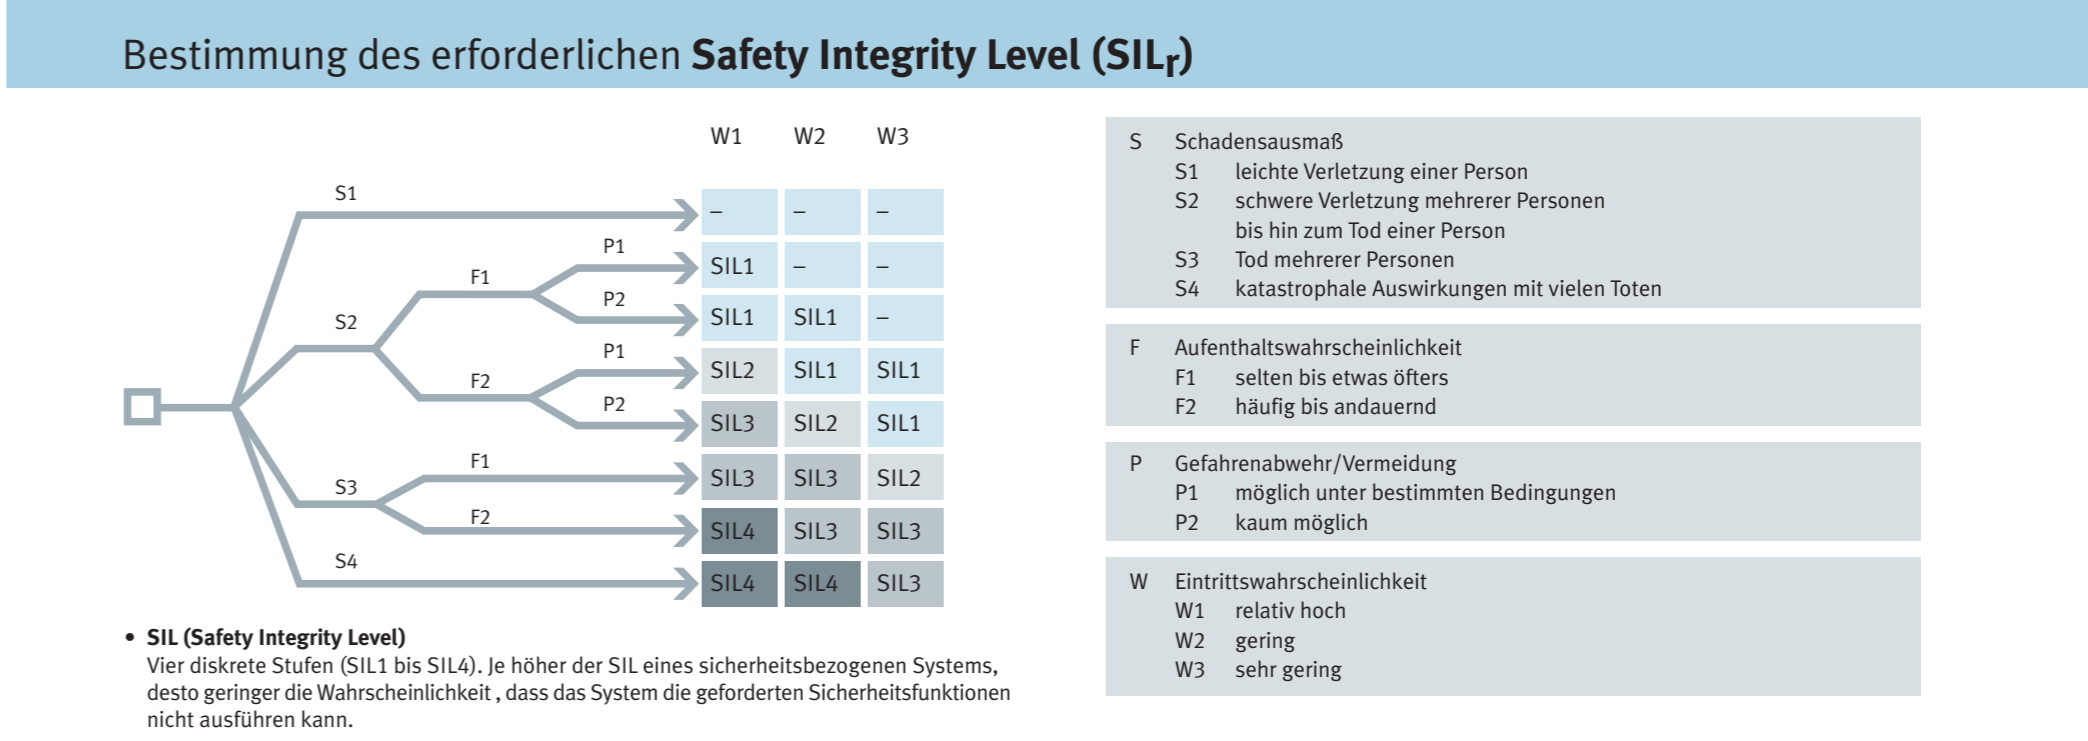 Bestimmung des erforderlichen Safety Integrity Level (SILr)
W1 W2 W3
S1
– – –
P1
SIL1 – –
F1
P2
SIL1 SIL1 –
S2
P1
SIL2 SIL1 SIL1
F2
P2
SIL3 SIL2 SIL1
F1
SIL3 SIL3 SIL2
S3
F2
SIL4 SIL3 SIL3
S4
SIL4 SIL4 SIL3
• SIL (Safety Integrity Level)
Vier diskrete Stufen (SIL1 bis SIL4). Je höher der SIL eines sicherheitsbezogenen Systems,
desto geringer die Wahrscheinlichkeit , dass das System die geforderten Sicherheitsfunktionen
nicht ausführen kann.
S Schadensausmaß
S1 leichte Verletzung einer Person
S2 schwere Verletzung mehrerer Personen
bis hin zum Tod einer Person
S3 Tod mehrerer Personen
S4 katastrophale Auswirkungen mit vielen Toten
F Aufenthaltswahrscheinlichkeit
F1 selten bis etwas öfters
F2 häufig bis andauernd
P Gefahrenabwehr/Vermeidung
P1 möglich unter bestimmten Bedingungen
P2 kaum möglich
W Eintrittswahrscheinlichkeit
W1 relativ hoch
W2 gering
W3 sehr gering